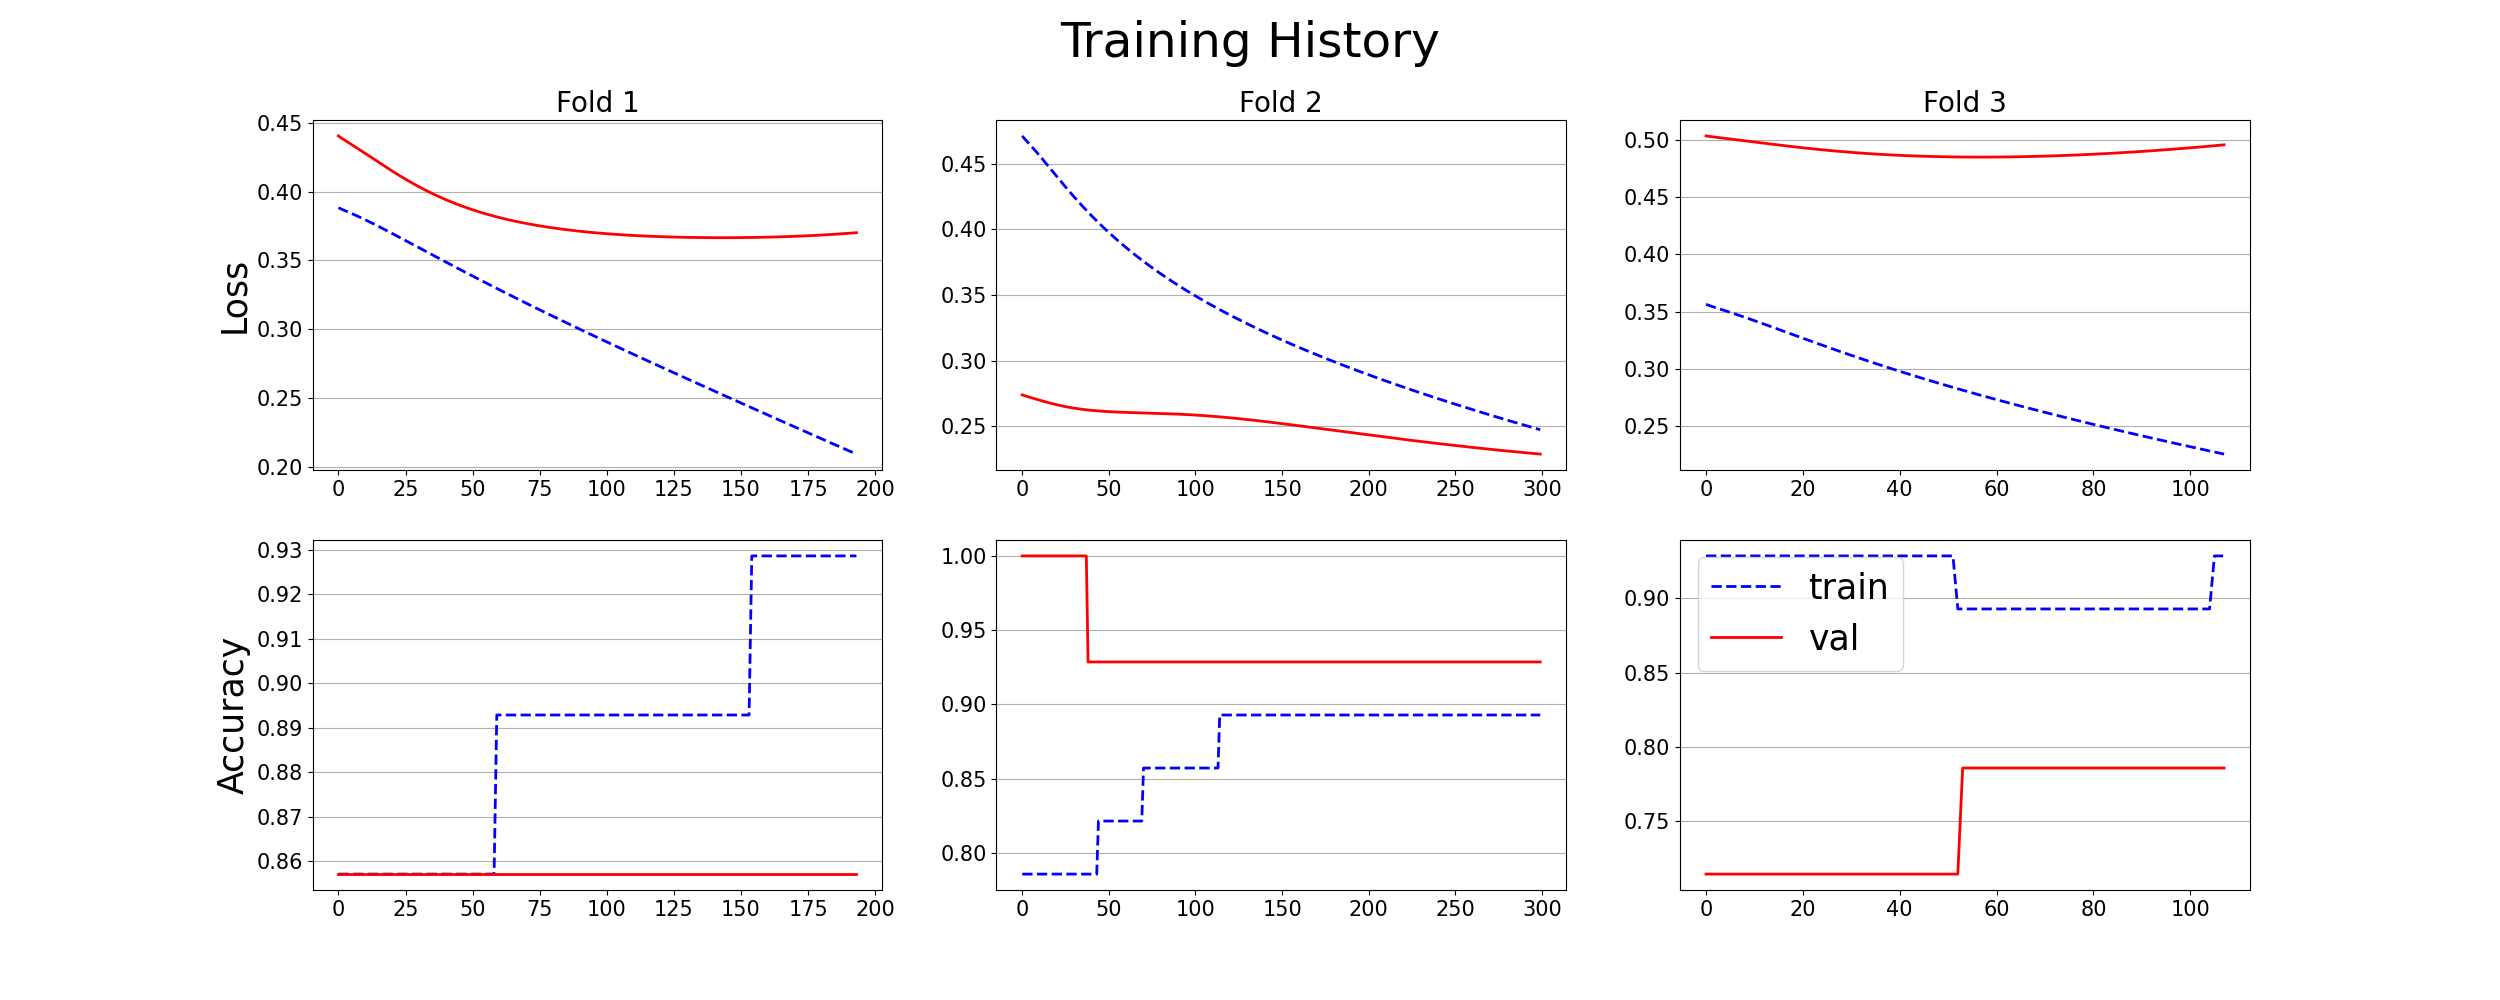 Training History
Fold 1
Fold 2
Fold 3
Loss
0.45
0.40
0.35
0.30
0.25
0.20
0 25 50 75 100 125 150 175 200
0.45
0.40
0.35
0.30
0.25
0 50 100 150 200 250 300
0.50
0.45
0.40
0.35
0.30
0.25
0 20 40 60 80 100
Accuracy
0.93
0.92
0.91
0.90
0.89
0.88
0.87
0.86
0 25 50 75 100 125 150 175 200
1.00
0.95
0.90
0.85
0.80
0 50 100 150 200 250 300
0.90
0.85
0.80
0.75
0 20 40 60 80 100
train
val